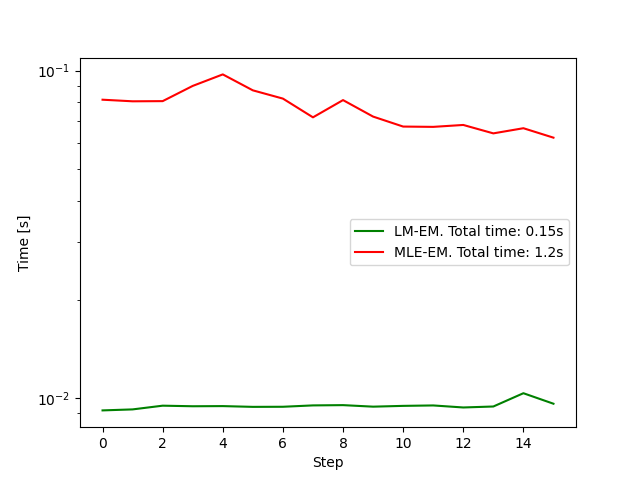 10⁻¹
10⁻²
Time [s]
LM-EM. Total time: 0.15s
MLE-EM. Total time: 1.2s
0 2 4 6 8 10 12 14
Step